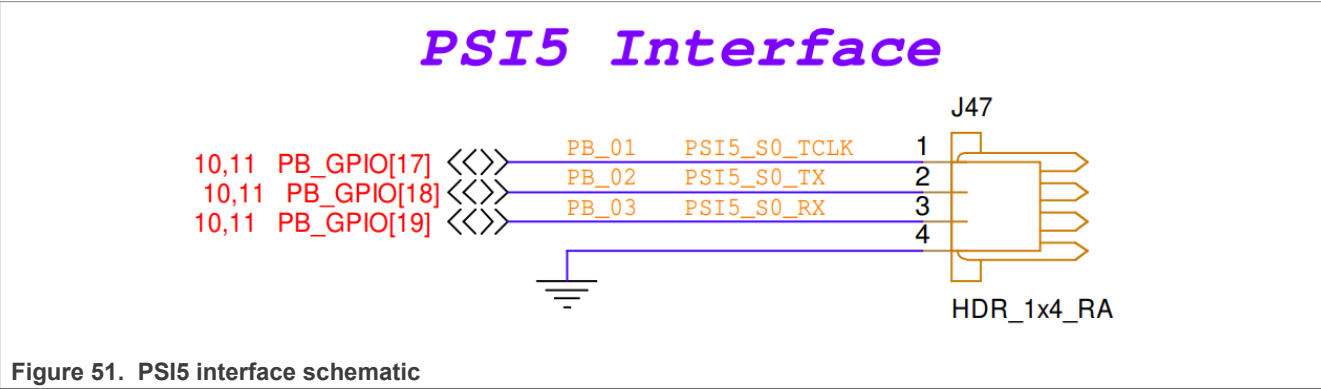 PSI5 Interface
J47
10,11 PB_GPIO[17] PB_01 PSI5_S0_TCLK 1
10,11 PB_GPIO[18] PB_02 PSI5_S0_TX 2
10,11 PB_GPIO[19] PB_03 PSI5_S0_RX 3
4
HDR_1x4_RA
Figure 51. PSI5 interface schematic